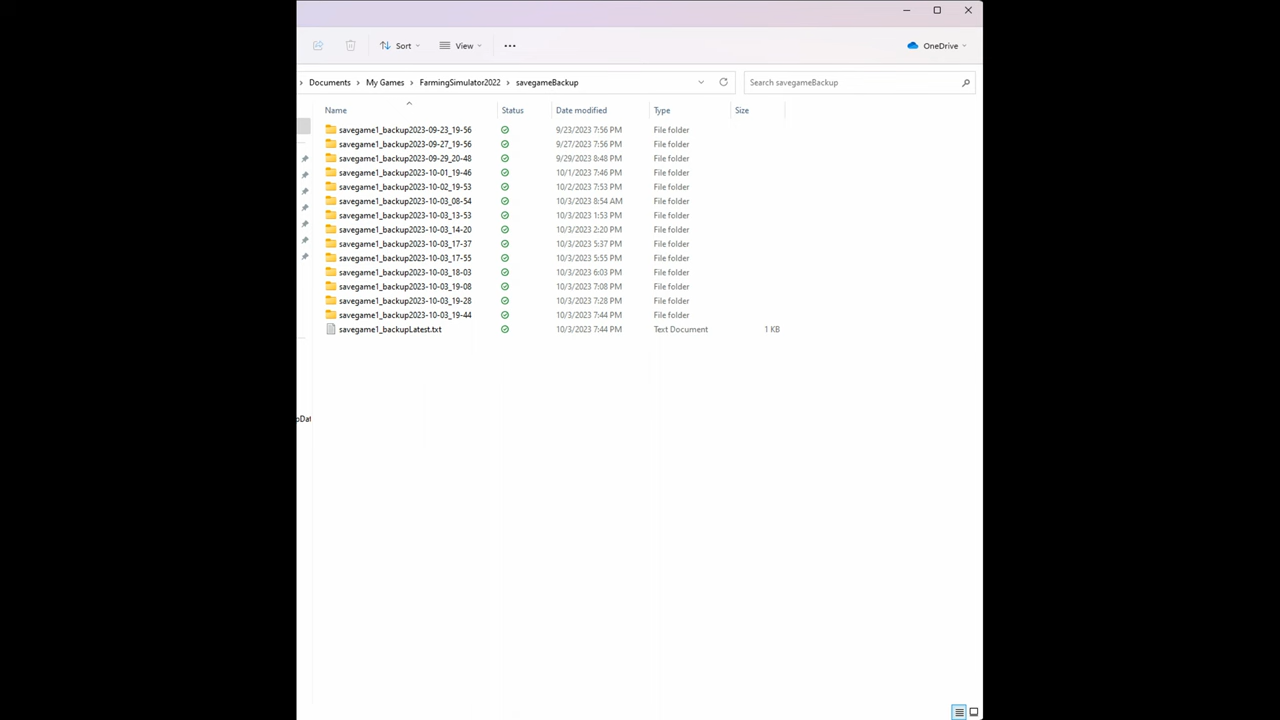 Sort View ••• OneDrive
Documents > My Games > FarmingSimulator2022 > savegameBackup Search savegameBackup
Name Status Date modified Type Size
savegame1_backup2023-09-23_19-56 9/23/2023 7:56 PM File folder
savegame1_backup2023-09-27_19-56 9/27/2023 7:56 PM File folder
savegame1_backup2023-09-29_20-48 9/29/2023 8:48 PM File folder
savegame1_backup2023-10-01_19-46 10/1/2023 7:46 PM File folder
savegame1_backup2023-10-02_19-53 10/2/2023 7:53 PM File folder
savegame1_backup2023-10-03_08-54 10/3/2023 8:54 AM File folder
savegame1_backup2023-10-03_13-53 10/3/2023 1:53 PM File folder
savegame1_backup2023-10-03_14-20 10/3/2023 2:20 PM File folder
savegame1_backup2023-10-03_17-37 10/3/2023 5:37 PM File folder
savegame1_backup2023-10-03_17-55 10/3/2023 5:55 PM File folder
savegame1_backup2023-10-03_18-03 10/3/2023 6:03 PM File folder
savegame1_backup2023-10-03_19-08 10/3/2023 7:08 PM File folder
savegame1_backup2023-10-03_19-28 10/3/2023 7:28 PM File folder
savegame1_backup2023-10-03_19-44 10/3/2023 7:44 PM File folder
savegame1_backupLatest.txt 10/3/2023 7:44 PM Text Document 1 KB